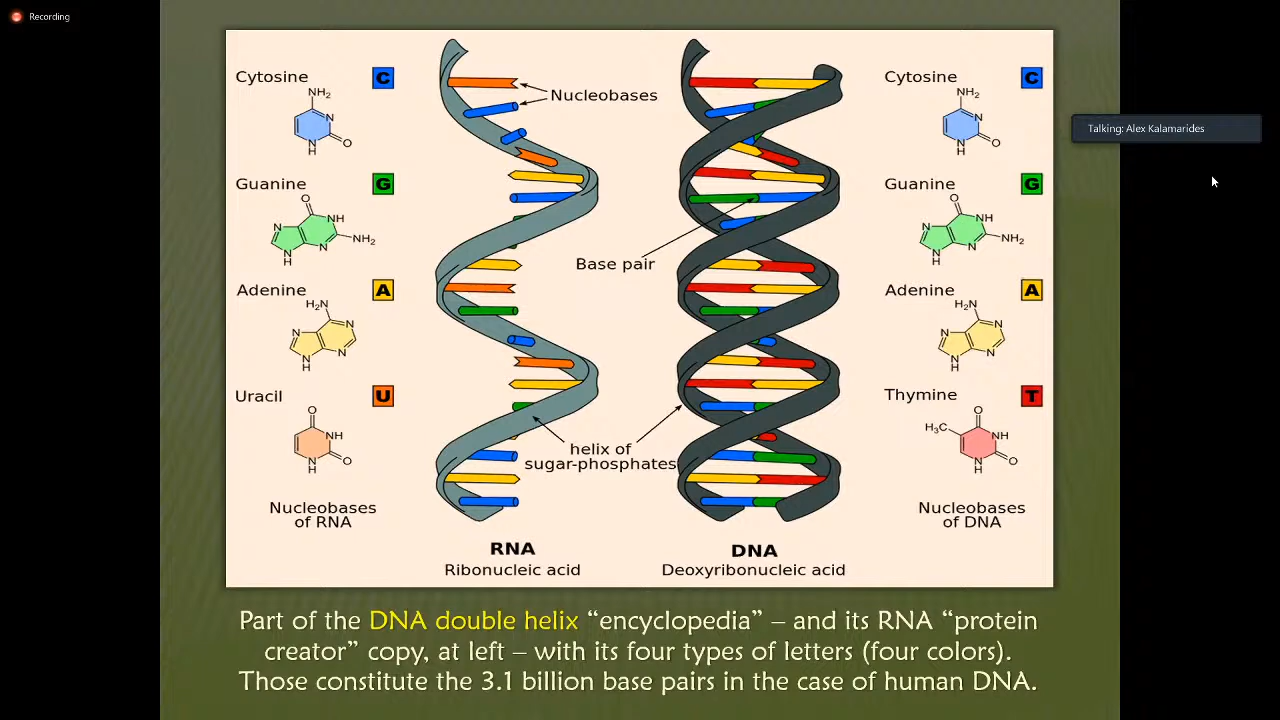 Recording
Talking: Alex Kalamarides
Cytosine C
NH₂
N
N
H
O
Guanine G
O
N
NH
N
H
N
NH₂
Adenine A
H₂N
N
N
N
H
N
Uracil U
O
NH
N
H
O
Nucleobases
of RNA
Nucleobases
Base pair
helix of
sugar-phosphates
RNA
Ribonucleic acid
DNA
Deoxyribonucleic acid
Cytosine C
NH₂
N
N
H
O
Guanine G
O
N
NH
N
H
N
NH₂
Adenine A
H₂N
N
N
N
H
N
Thymine T
O
H₃C
NH
N
H
O
Nucleobases
of DNA
Part of the DNA double helix “encyclopedia” – and its RNA “protein
creator” copy, at left – with its four types of letters (four colors).
Those constitute the 3.1 billion base pairs in the case of human DNA.